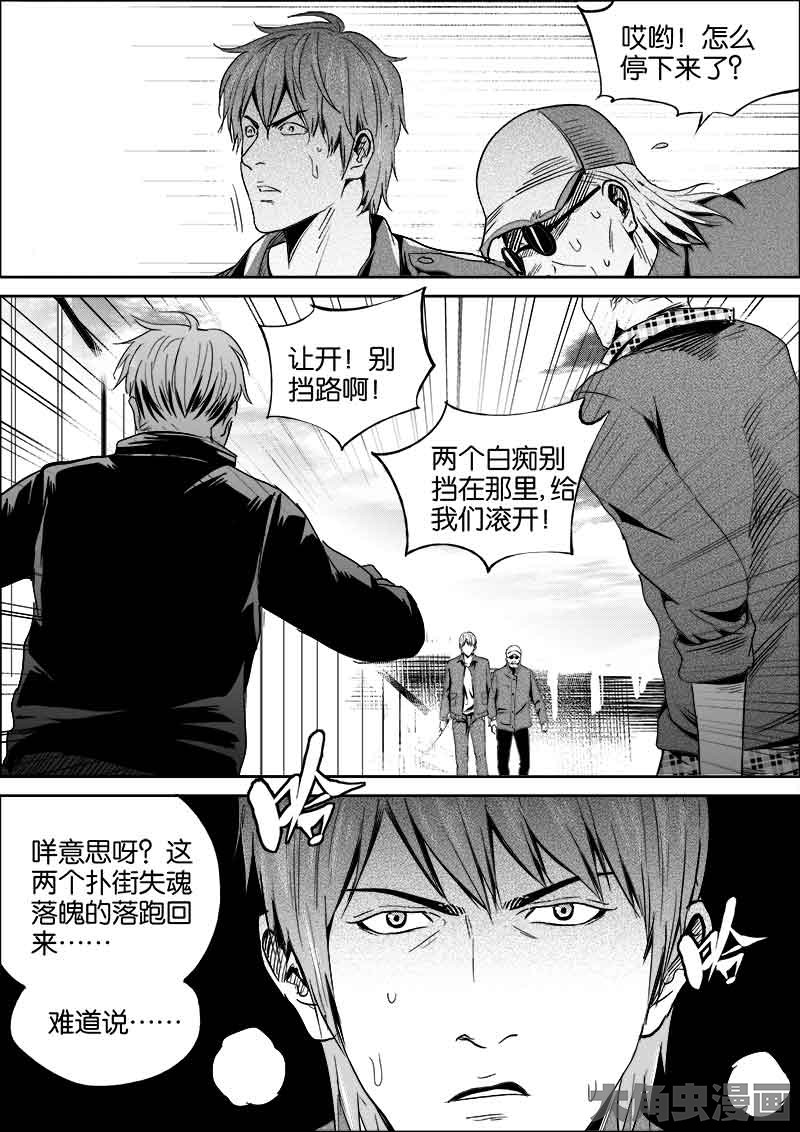 哎哟！怎么
停下来了？
让开！别
挡路啊！
两个白痴别
挡在那里,给
我们滚开！
哈
咩意思呀？这
两个扑街失魂
落魄的落跑回
来……
难道说……
哈
大角虫漫画